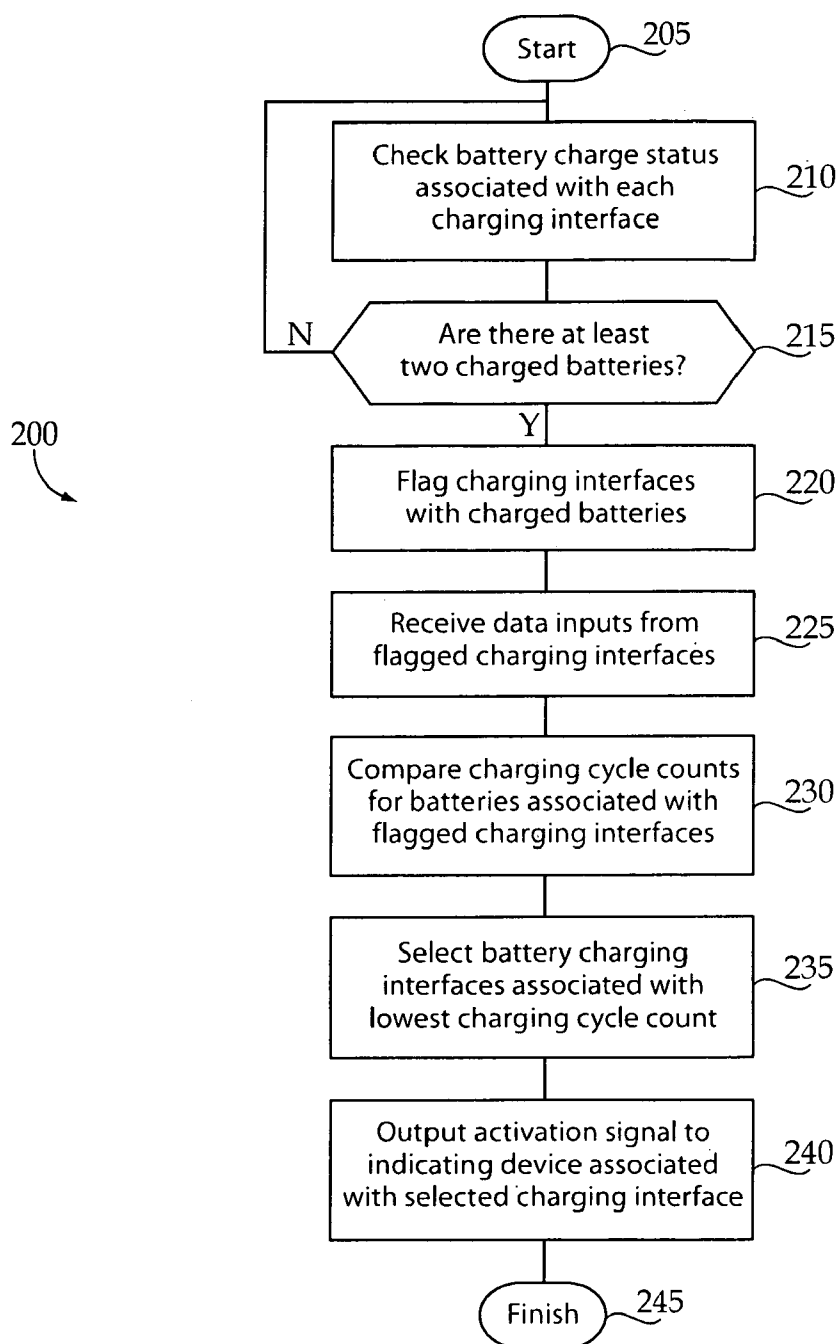 Start
205
Check battery charge status
associated with each
charging interface
210
Are there at least
two charged batteries?
215
N
Y
200
Flag charging interfaces
with charged batteries
220
Receive data inputs from
flagged charging interfaces
225
Compare charging cycle counts
for batteries associated with
flagged charging interfaces
230
Select battery charging
interfaces associated with
lowest charging cycle count
235
Output activation signal to
indicating device associated
with selected charging interface
240
Finish
245